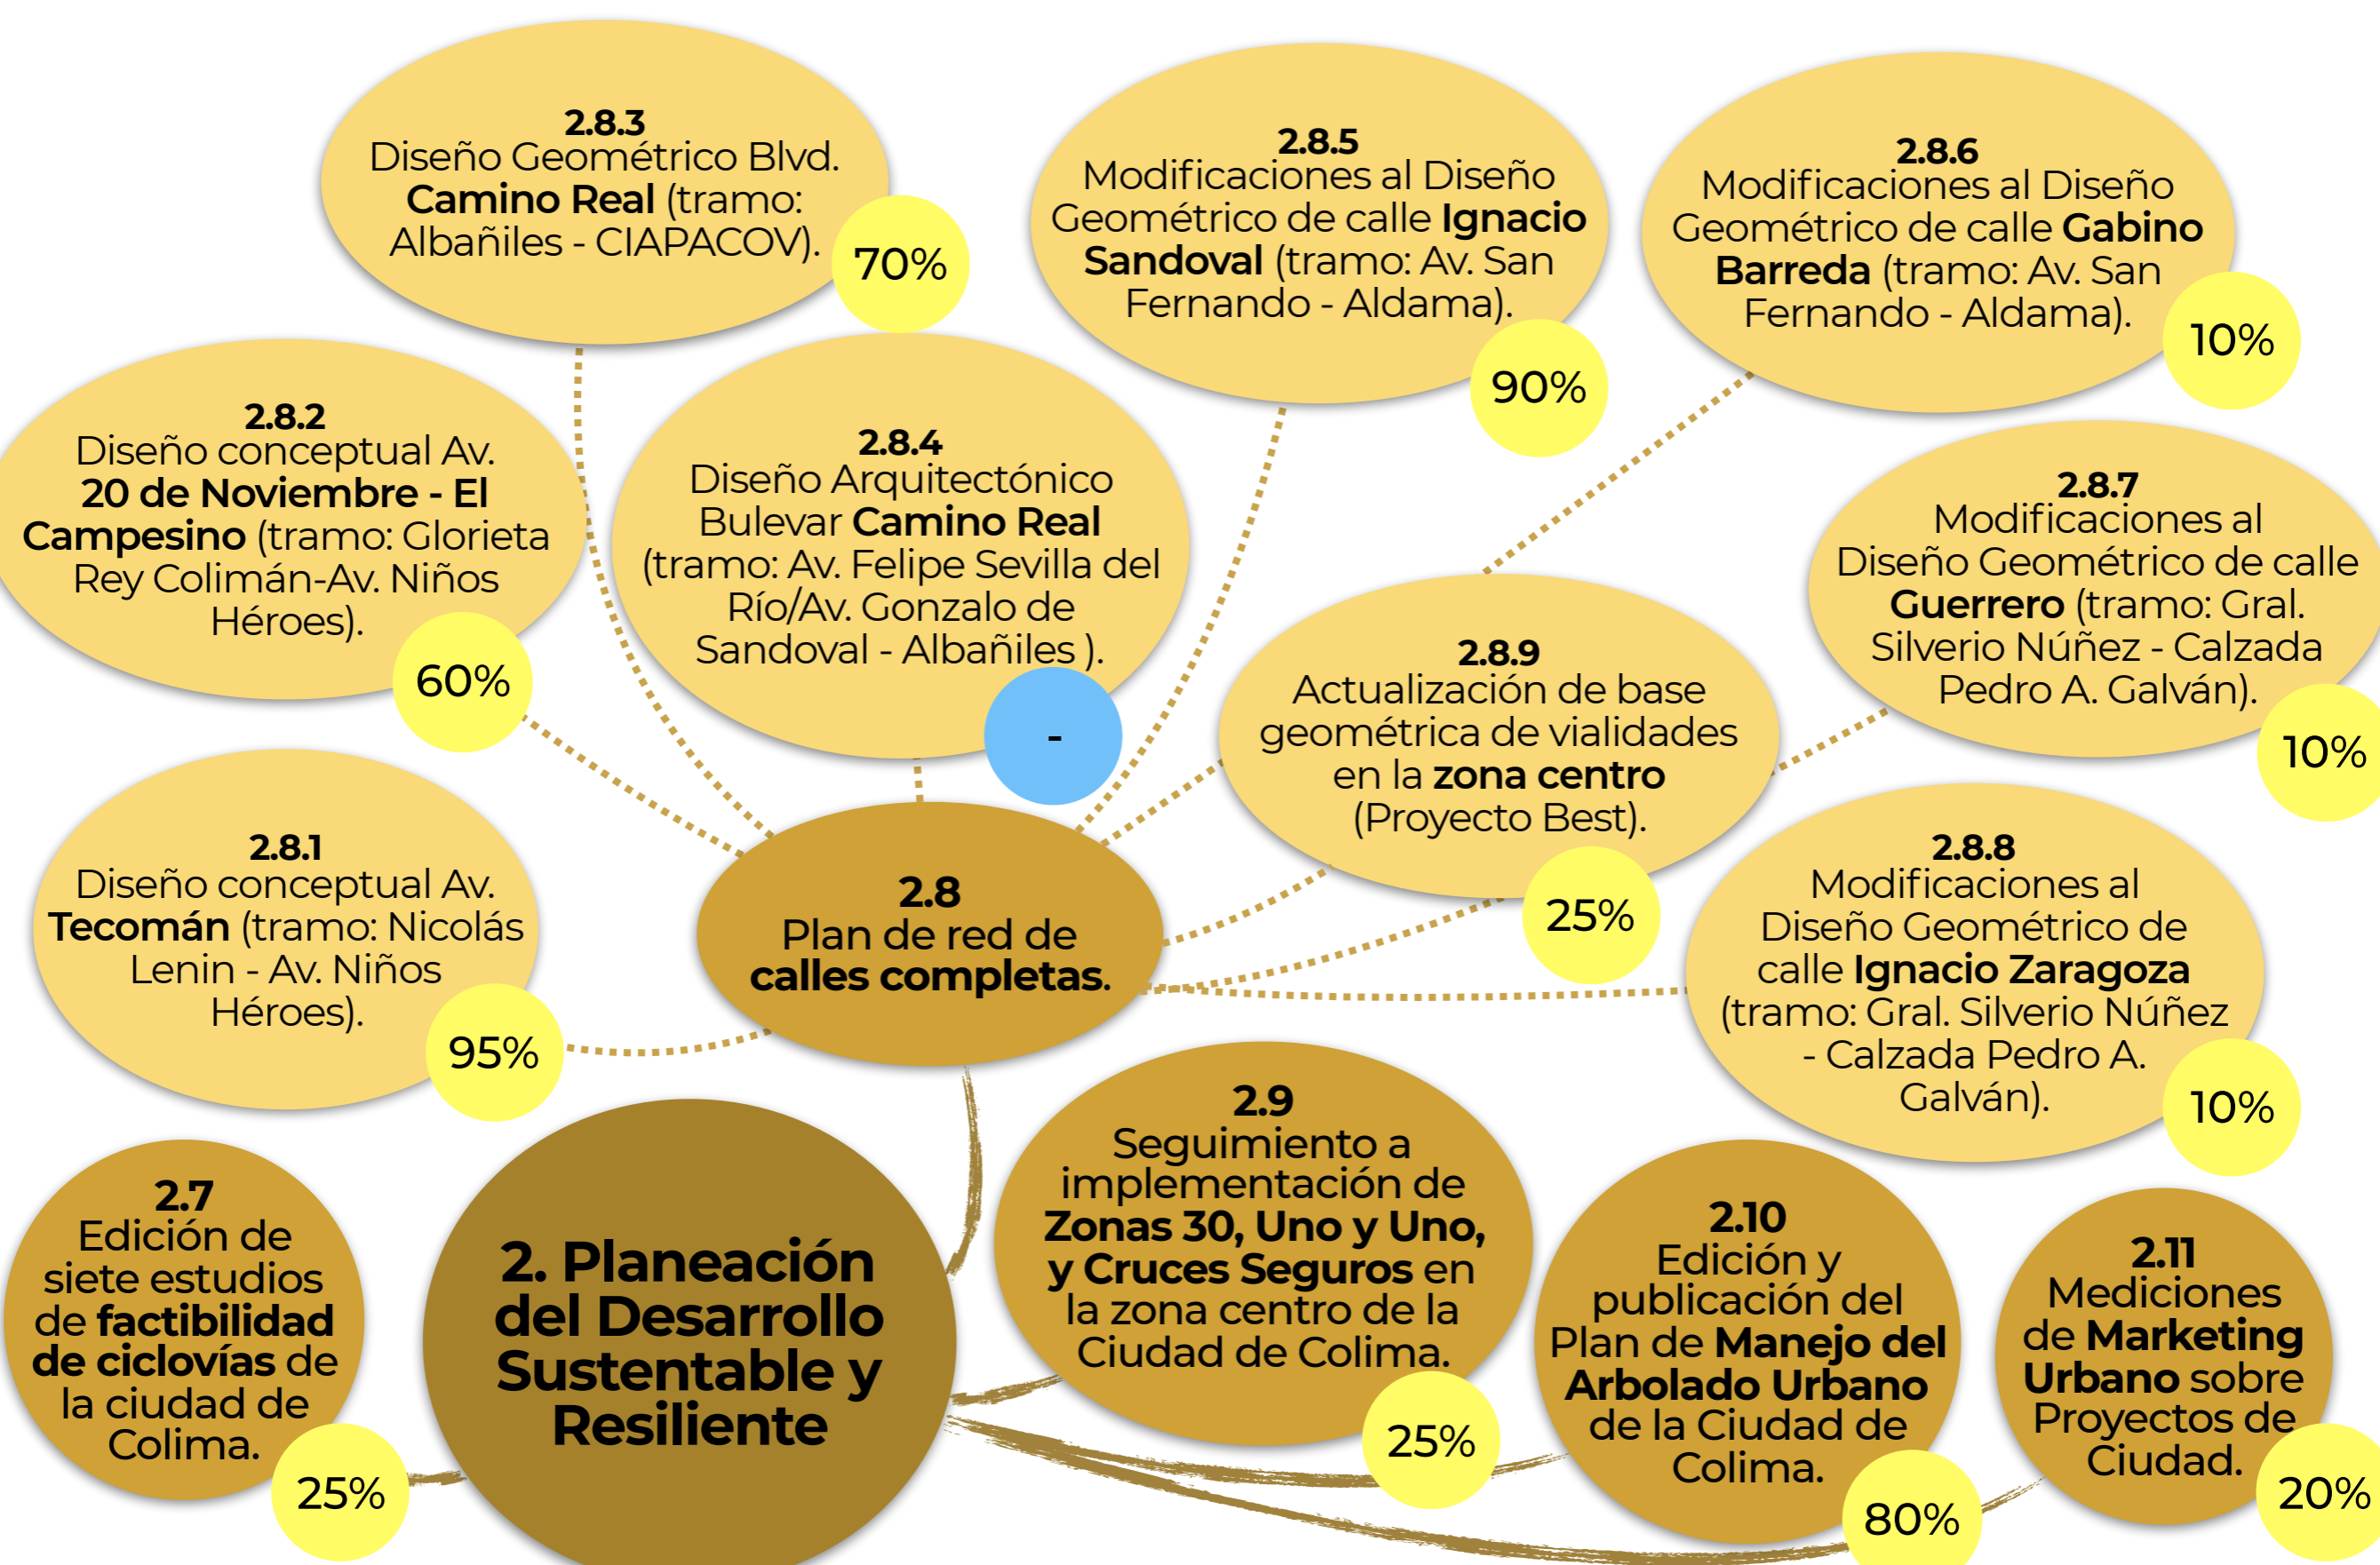 2.8.3
Diseño Geométrico Blvd.
Camino Real (tramo:
Albañiles - CIAPACOV).
70%
2.8.5
Modificaciones al Diseño
Geométrico de calle Ignacio
Sandoval (tramo: Av. San
Fernando - Aldama).
90%
2.8.6
Modificaciones al Diseño
Geométrico de calle Gabino
Barreda (tramo: Av. San
Fernando - Aldama).
10%
2.8.2
Diseño conceptual Av.
20 de Noviembre - El
Campesino (tramo: Glorieta
Rey Colimán-Av. Niños
Héroes).
60%
2.8.4
Diseño Arquitectónico
Bulevar Camino Real
(tramo: Av. Felipe Sevilla del
Río/Av. Gonzalo de
Sandoval - Albañiles ).
-
2.8.7
Modificaciones al
Diseño Geométrico de calle
Guerrero (tramo: Gral.
Silverio Núñez - Calzada
Pedro A. Galván).
10%
2.8.9
Actualización de base
geométrica de vialidades
en la zona centro
(Proyecto Best).
25%
2.8.1
Diseño conceptual Av.
Tecomán (tramo: Nicolás
Lenin - Av. Niños
Héroes).
95%
2.8
Plan de red de
calles completas.
2.8.8
Modificaciones al
Diseño Geométrico de
calle Ignacio Zaragoza
(tramo: Gral. Silverio Núñez
- Calzada Pedro A.
Galván).
10%
2.7
Edición de
siete estudios
de factibilidad
de ciclovías de
la ciudad de
Colima.
25%
2. Planeación
del Desarrollo
Sustentable y
Resiliente
2.9
Seguimiento a
implementación de
Zonas 30, Uno y Uno,
y Cruces Seguros en
la zona centro de la
Ciudad de Colima.
25%
2.10
Edición y
publicación del
Plan de Manejo del
Arbolado Urbano
de la Ciudad de
Colima.
80%
2.11
Mediciones
de Marketing
Urbano sobre
Proyectos de
Ciudad.
20%